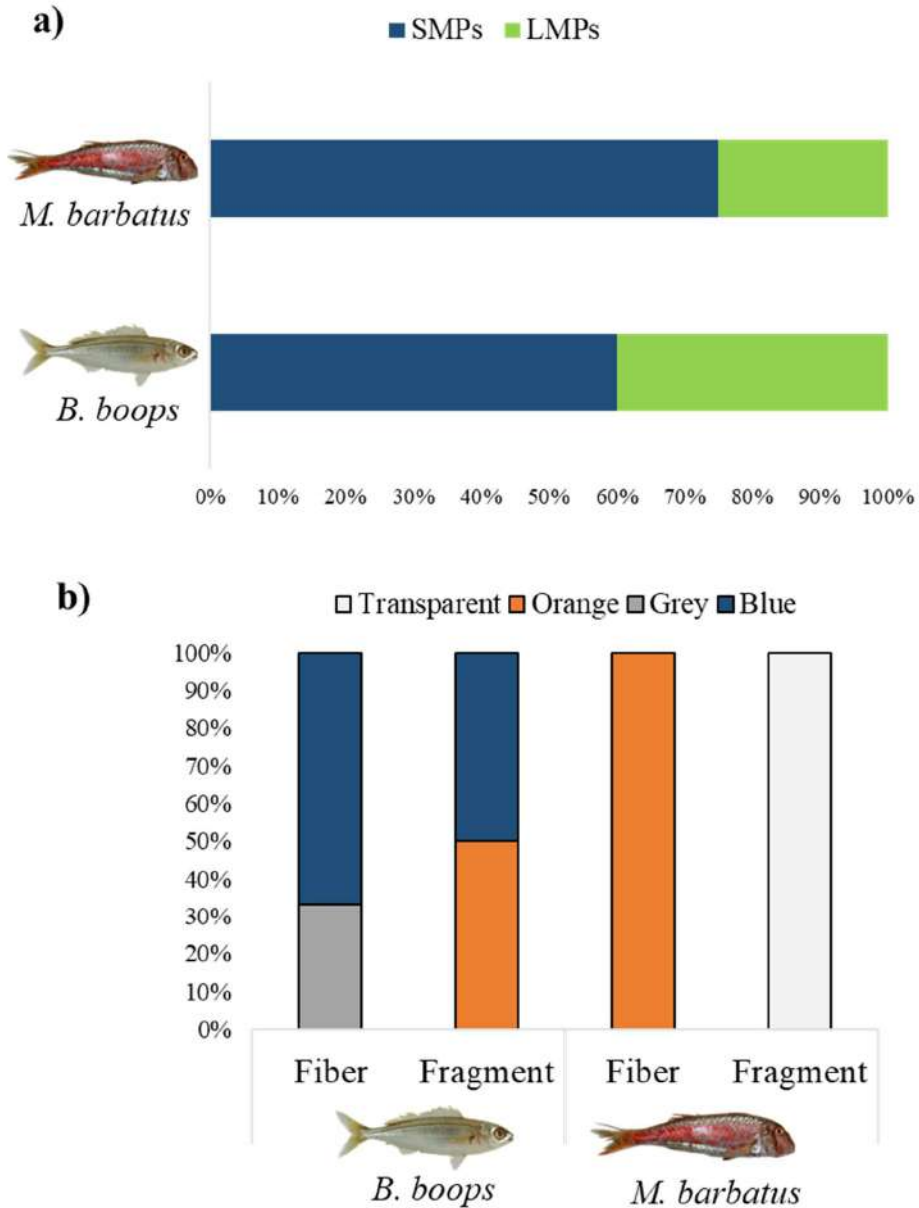 a)
SMPs LMPs
M. barbatus
B. boops
0% 10% 20% 30% 40% 50% 60% 70% 80% 90% 100%
b)
Transparent Orange Grey Blue
100%
90%
80%
70%
60%
50%
40%
30%
20%
10%
0%
Fiber Fragment Fiber Fragment
B. boops M. barbatus